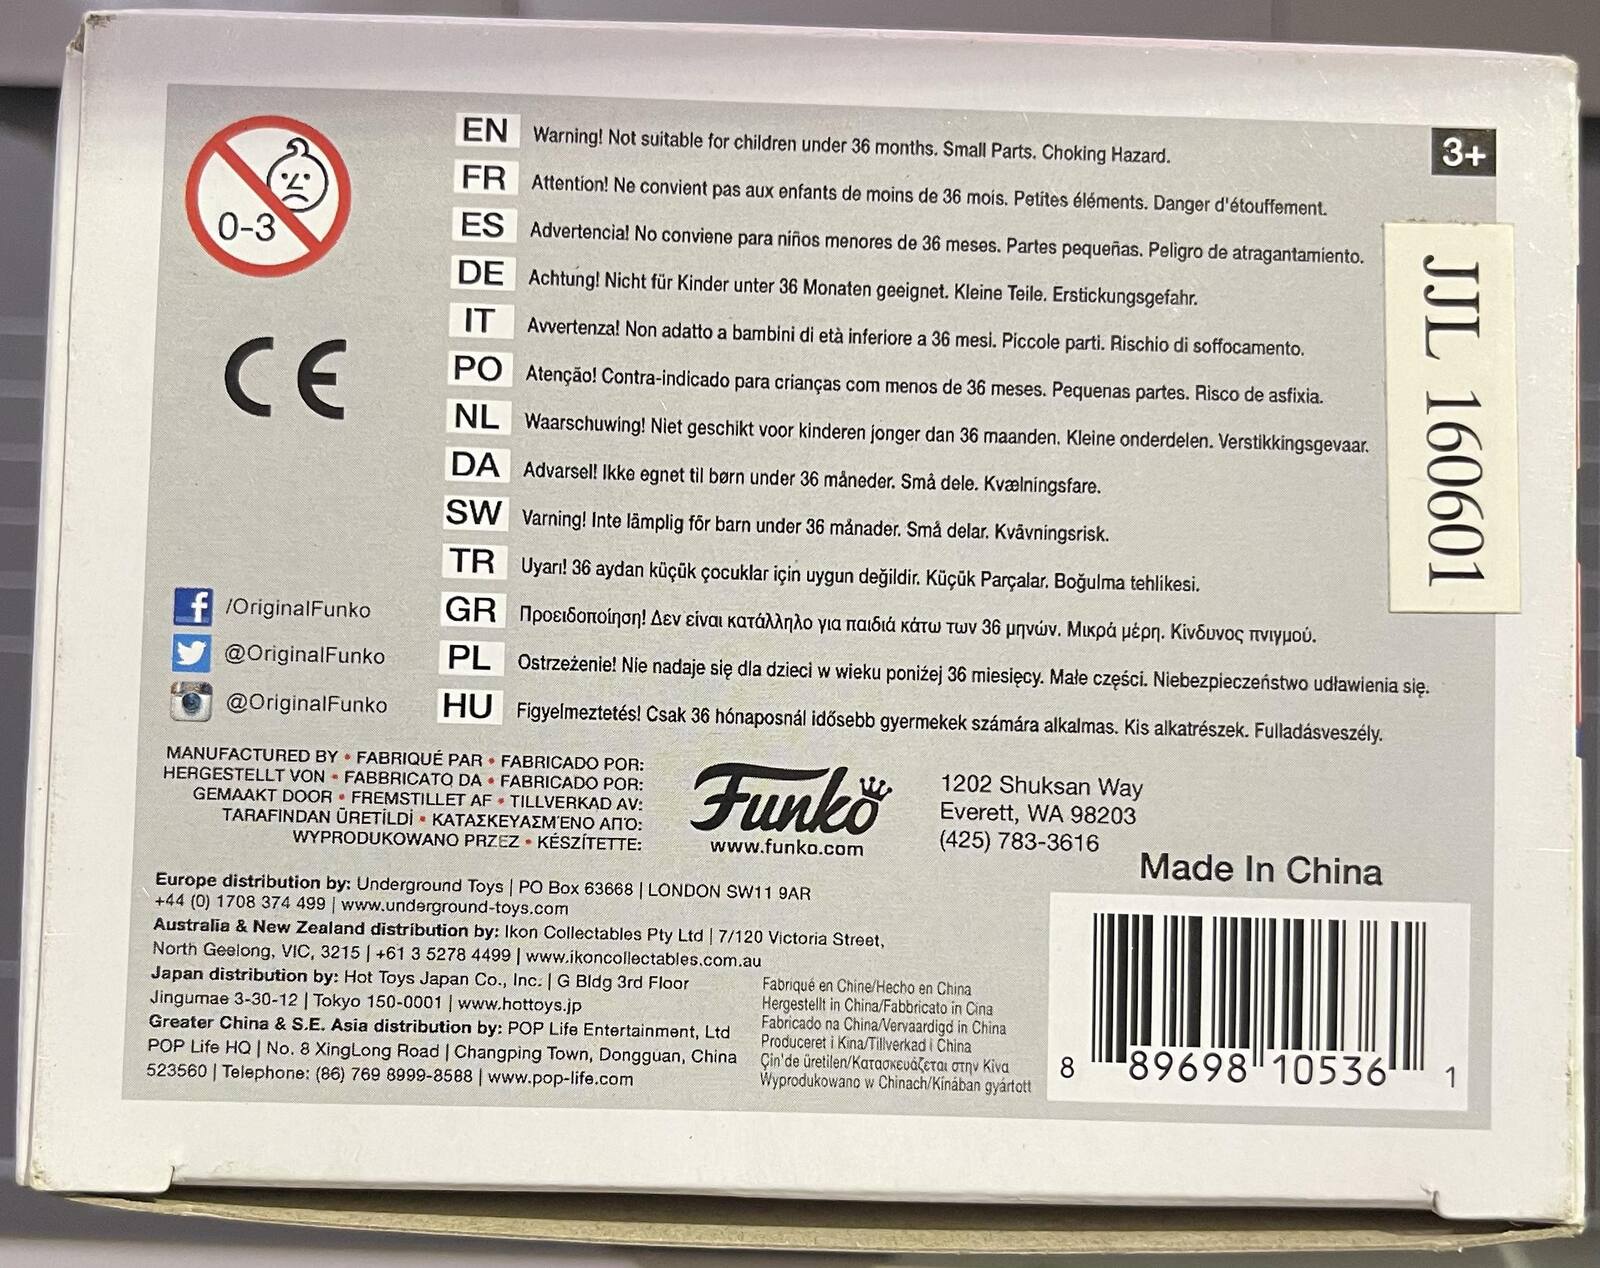 0-3
CE
EN Warning! Not suitable for children under 36 months. Small Parts. Choking Hazard.
3+
FR Attention! Ne convient pas aux enfants de moins de 36 mois. Petites éléments. Danger d'étouffement.
ES Advertencia! No conviene para niños menores de 36 meses. Partes pequeñas. Peligro de atragantamiento.
DE Achtung! Nicht für Kinder unter 36 Monaten geeignet. Kleine Teile. Erstickungsgefahr.
IT Avvertenza! Non adatto a bambini di età inferiore a 36 mesi. Piccole parti. Rischio di soffocamento.
PO Atenção! Contra-indicado para crianças com menos de 36 meses. Pequenas partes. Risco de asfixia.
NL Waarschuwing! Niet geschikt voor kinderen jonger dan 36 maanden. Kleine onderdelen. Verstikkingsgevaar.
DA Advarsel! Ikke egnet til børn under 36 måneder. Små dele. Kvælningsfare.
SW Varning! Inte lämplig för barn under 36 månader. Små delar. Kvävningsrisk.
TR Uyarı! 36 aydan küçük çocuklar için uygun değildir. Küçük Parçalar. Boğulma tehlikesi.
GR Προειδοποίηση! Δεν είναι κατάλληλο για παιδιά κάτω των 36 μηνών. Μικρά μέρη. Κίνδυνος πνιγμού.
PL Ostrzeżenie! Nie nadaje się dla dzieci w wieku poniżej 36 miesięcy. Małe części. Niebezpieczeństwo udławienia się.
HU Figyelmeztetés! Csak 36 hónaposnál idősebb gyermekek számára alkalmas. Kis alkatrészek. Fulladásveszély.
JJL 160601
/OriginalFunko
@OriginalFunko
@OriginalFunko
MANUFACTURED BY • FABRIQUÉ PAR • FABRICADO POR:
HERGESTELLT VON • FABBRICATO DA • FABRICADO POR:
GEMAAKT DOOR • FREMSTILLET AF • TILLVERKAD AV:
TARAFINDAN ÜRETİLDİ • ΚΑΤΑΣΚΕΥΑΣΜΈΝΟ ΑΠΌ:
WYPRODUKOWANO PRZEZ • KÉSZÍTETTE:
Funko
www.funko.com
1202 Shuksan Way
Everett, WA 98203
(425) 783-3616
Made In China
Europe distribution by: Underground Toys | PO Box 63668 | LONDON SW11 9AR
+44 (0) 1708 374 499 | www.underground-toys.com
Australia & New Zealand distribution by: Ikon Collectables Pty Ltd | 7/120 Victoria Street,
North Geelong, VIC, 3215 | +61 3 5278 4499 | www.ikoncollectables.com.au
Japan distribution by: Hot Toys Japan Co., Inc. | G Bldg 3rd Floor
Jingumae 3-30-12 | Tokyo 150-0001 | www.hottoys.jp
Greater China & S.E. Asia distribution by: POP Life Entertainment, Ltd
POP Life HQ | No. 8 XingLong Road | Changping Town, Dongguan, China
523560 | Telephone: (86) 769 8999-8588 | www.pop-life.com
Fabriqué en Chine/Hecho en China
Hergestellt in China/Fabbricato in Cina
Fabricado na China/Vervaardigd in China
Produceret i Kina/Tillverkad i China
Çin'de üretilen/Κατασκευάζεται στην Κίνα
Wyprodukowano w Chinach/Kínában gyártott
8 89698 10536 1